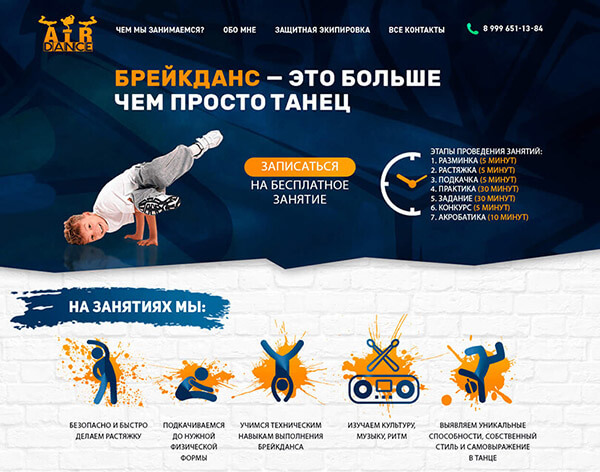 AIR
DANCE
ЧЕМ МЫ ЗАНИМАЕМСЯ?
ОБО МНЕ
ЗАЩИТНАЯ ЭКИПИРОВКА
ВСЕ КОНТАКТЫ
8 999 651-13-84
БРЕЙКДАНС — ЭТО БОЛЬШЕ
ЧЕМ ПРОСТО ТАНЕЦ
ЗАПИСАТЬСЯ
НА БЕСПЛАТНОЕ
ЗАНЯТИЕ
ЭТАПЫ ПРОВЕДЕНИЯ ЗАНЯТИЙ:
1. РАЗМИНКА (5 МИНУТ)
2. РАСТЯЖКА (5 МИНУТ)
3. ПОДКАЧКА (5 МИНУТ)
4. ПРАКТИКА (30 МИНУТ)
5. ЗАДАНИЕ (30 МИНУТ)
6. КОНКУРС (5 МИНУТ)
7. АКРОБАТИКА (10 МИНУТ)
НА ЗАНЯТИЯХ МЫ:
БЕЗОПАСНО И БЫСТРО
ДЕЛАЕМ РАСТЯЖКУ
ПОДКАЧИВАЕМСЯ
ДО НУЖНОЙ
ФИЗИЧЕСКОЙ
ФОРМЫ
УЧИМСЯ ТЕХНИЧЕСКИМ
НАВЫКАМ ВЫПОЛНЕНИЯ
БРЕЙКДАНСА
ИЗУЧАЕМ КУЛЬТУРУ,
МУЗЫКУ, РИТМ
ВЫЯВЛЯЕМ УНИКАЛЬНЫЕ
СПОСОБНОСТИ, СОБСТВЕННЫЙ
СТИЛЬ И САМОВЫРАЖЕНИЕ
В ТАНЦЕ